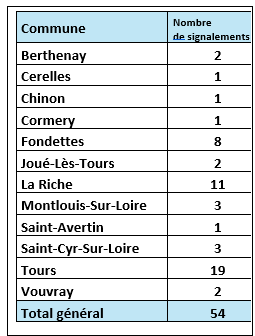 Commune Nombre de signalements
Berthenay 2
Cerelles 1
Chinon 1
Cormery 1
Fondettes 8
Joué-Lès-Tours 2
La Riche 11
Montlouis-Sur-Loire 3
Saint-Avertin 1
Saint-Cyr-Sur-Loire 3
Tours 19
Vouvray 2
Total général 54